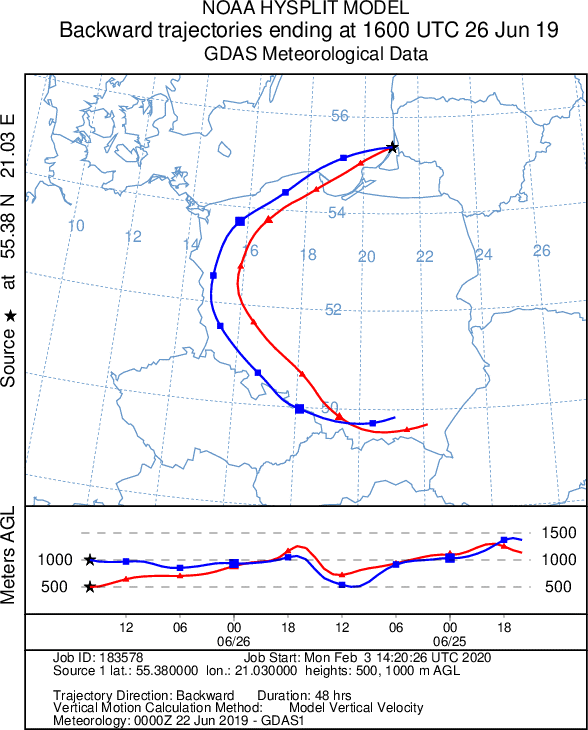 NOAA HYSPLIT MODEL
Backward trajectories ending at 1600 UTC 26 Jun 19
GDAS Meteorological Data
Source ★ at 55.38 N 21.03 E
56
54
10 12 14 16 18 20 22 24 26
52
50
Meters AGL
1500
1000 1000
500 500
12 06 00 18 12 06 00 18
06/26 06/25
Job ID: 183578 Job Start: Mon Feb 3 14:20:26 UTC 2020
Source 1 lat.: 55.380000 lon.: 21.030000 heights: 500, 1000 m AGL
Trajectory Direction: Backward Duration: 48 hrs
Vertical Motion Calculation Method: Model Vertical Velocity
Meteorology: 0000Z 22 Jun 2019 - GDAS1